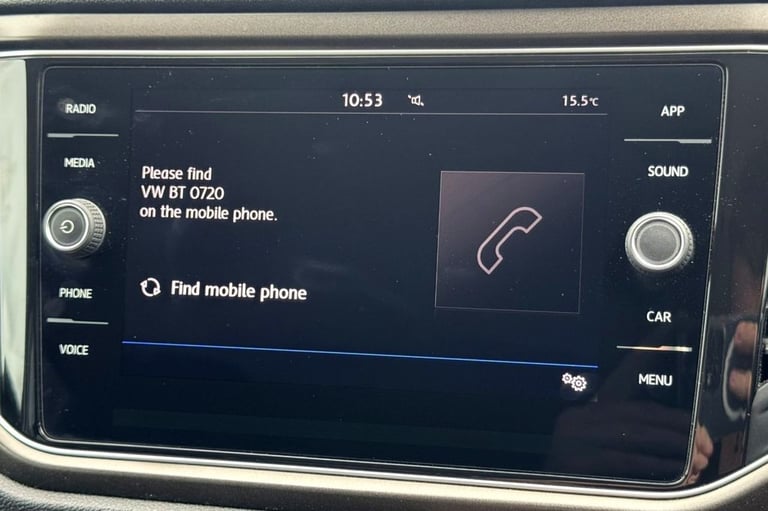 RADIO
MEDIA
PHONE
VOICE
10:53
15.5°C
Please find
VW BT 0720
on the mobile phone.
Find mobile phone
APP
SOUND
CAR
MENU